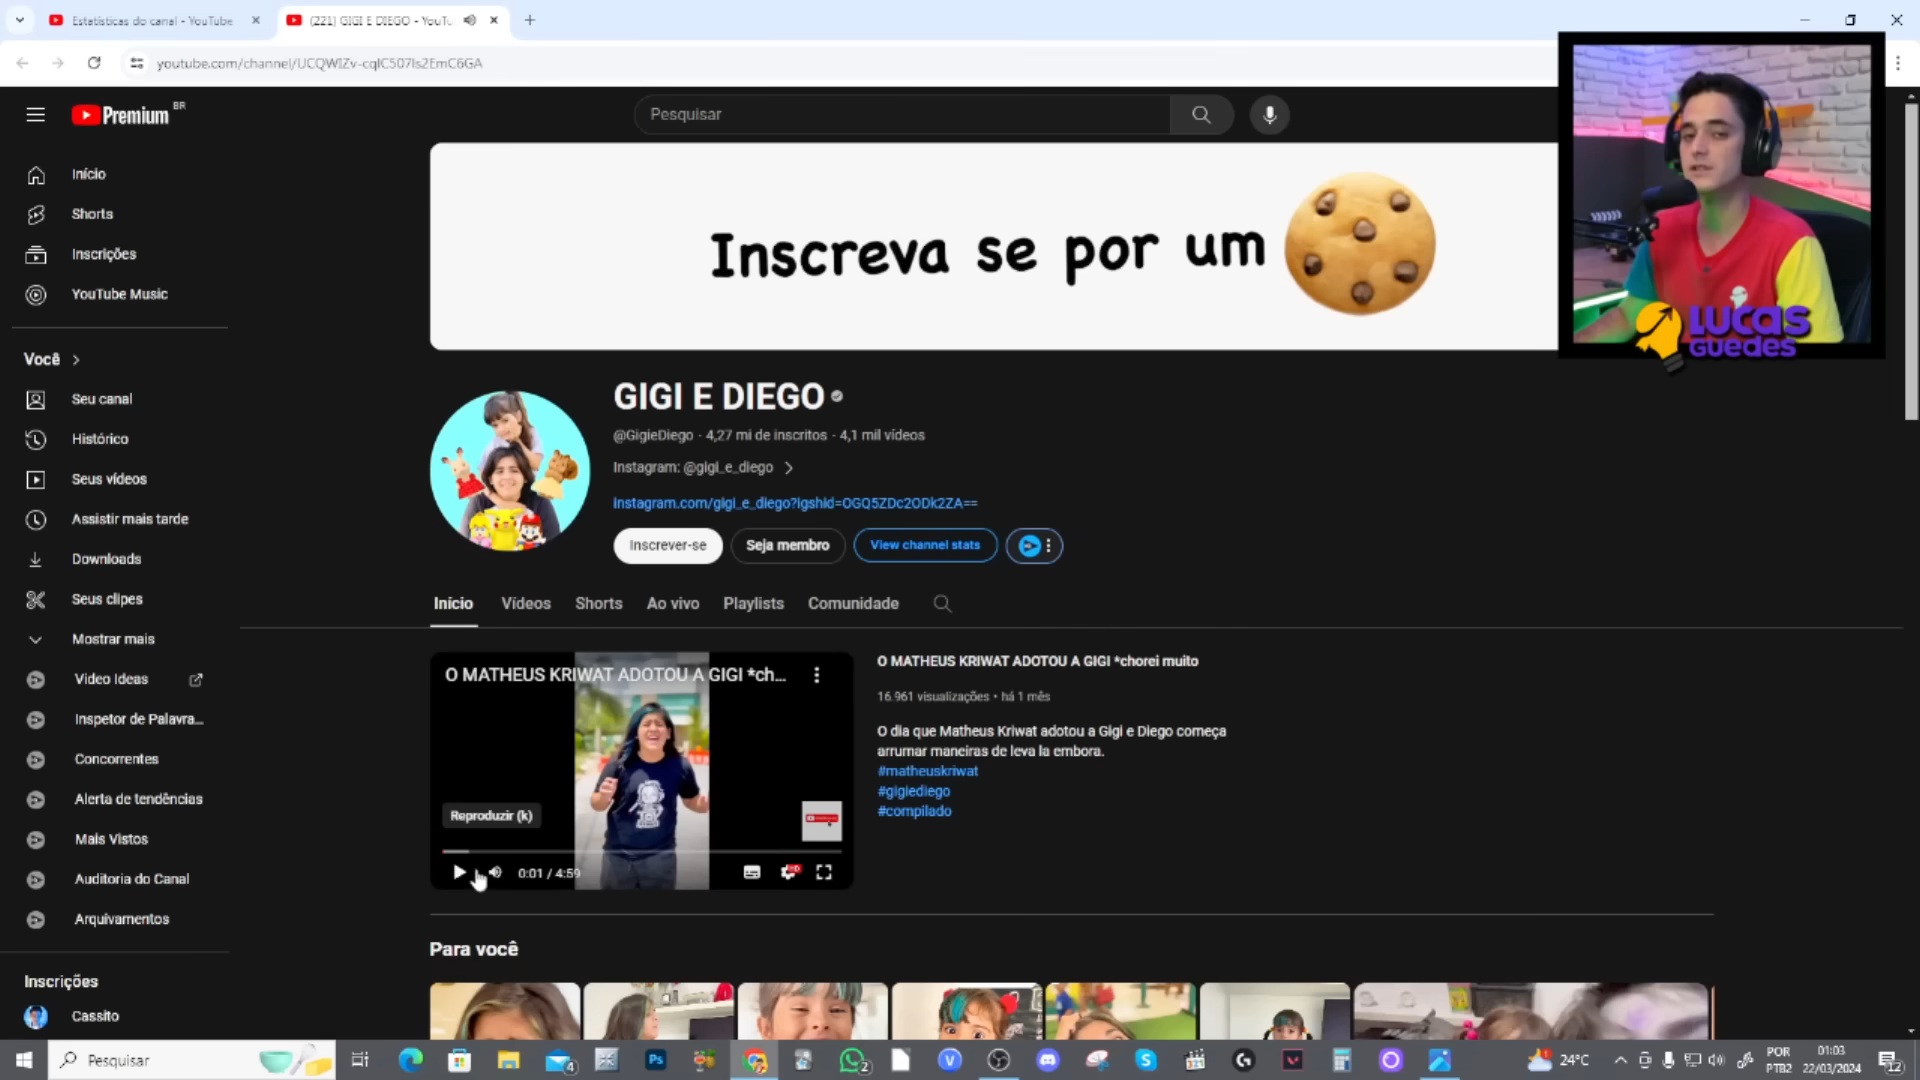 Estatísticas do canal - YouTube
(221) GIGI E DIEGO - YouTu
youtube.com/channel/UCQWIZv-cqlC507ls2EmC6GA
Premium BR
Pesquisar
Início
Shorts
Inscrições
YouTube Music
Você
Seu canal
Histórico
Seus vídeos
Assistir mais tarde
Downloads
Seus clipes
Mostrar mais
Video Ideas
Inspetor de Palavra...
Concorrentes
Alerta de tendências
Mais Vistos
Auditoria do Canal
Arquivamentos
Inscrições
Cassito
Inscreva se por um
LUCAS
GUEDES
GIGI E DIEGO
@GigieDiego · 4,27 mi de inscritos · 4,1 mil vídeos
Instagram: @gigi_e_diego
instagram.com/gigi_e_diego?igshid=OGQ5ZDc2ODk2ZA==
Inscrever-se
Seja membro
View channel stats
Início
Vídeos
Shorts
Ao vivo
Playlists
Comunidade
O MATHEUS KRIWAT ADOTOU A GIGI *ch...
Reproduzir (k)
0:01 / 4:59
O MATHEUS KRIWAT ADOTOU A GIGI *chorei muito
16.961 visualizações • há 1 mês
O dia que Matheus Kriwat adotou a Gigi e Diego começa
arrumar maneiras de leva la embora.
#matheuskriwat
#gigiediego
#compilado
Para você
Pesquisar
Ps
4
2
24°C
POR
PTB2
01:03
22/03/2024
12